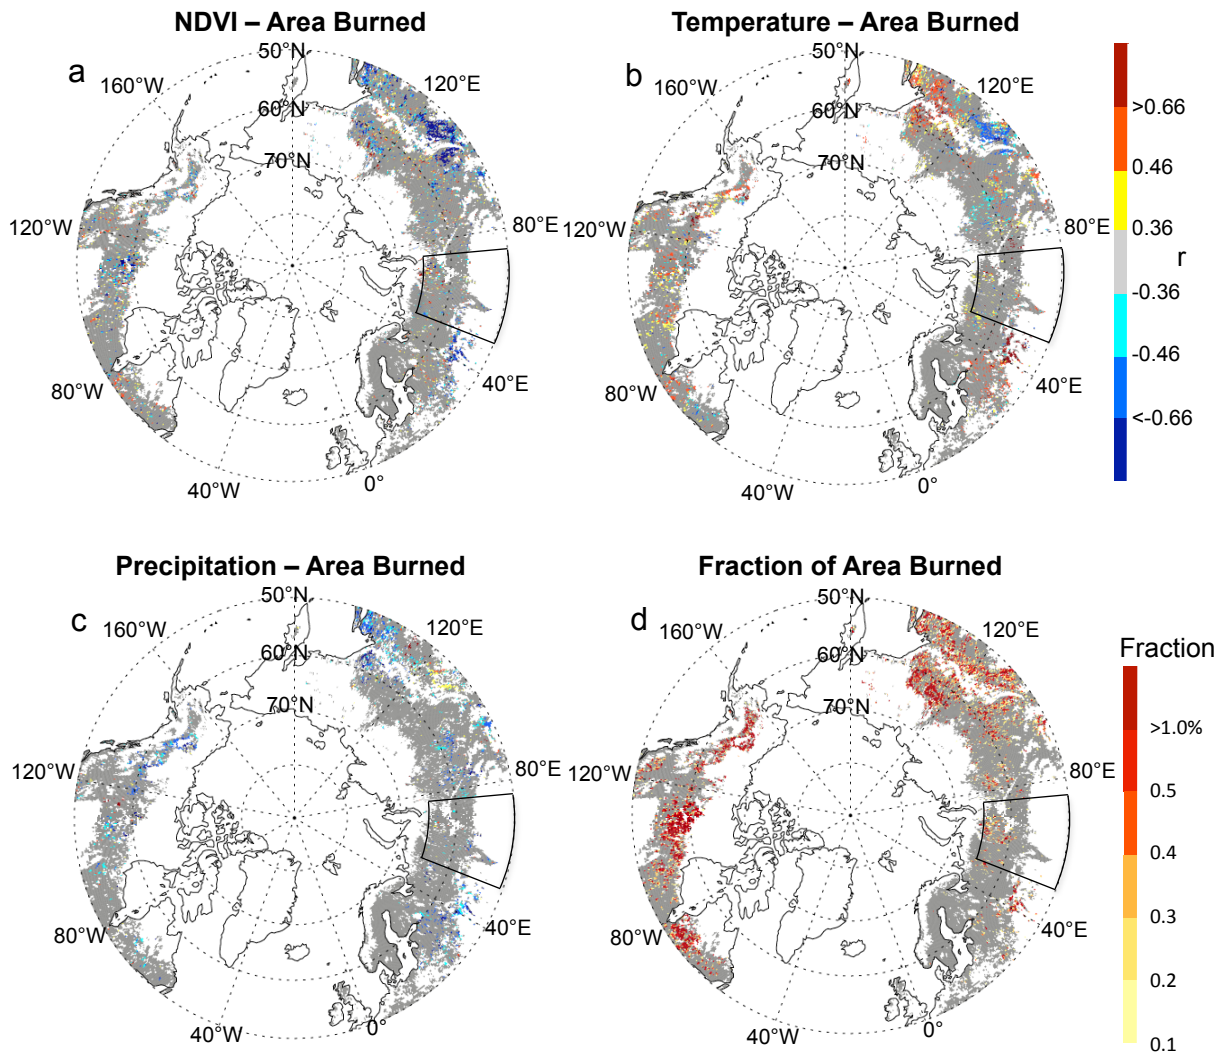 NDVI – Area Burned
Temperature – Area Burned
a
50°N
60°N
70°N
160°W
120°E
120°W
80°E
80°W
40°E
40°W
0°
b
50°N
60°N
70°N
160°W
120°E
120°W
80°E
80°W
40°E
40°W
0°
>0.66
0.46
0.36
r
-0.36
-0.46
<-0.66
Precipitation – Area Burned
Fraction of Area Burned
c
50°N
60°N
70°N
160°W
120°E
120°W
80°E
80°W
40°E
40°W
0°
d
50°N
60°N
70°N
160°W
120°E
120°W
80°E
80°W
40°E
40°W
0°
Fraction
>1.0%
0.5
0.4
0.3
0.2
0.1